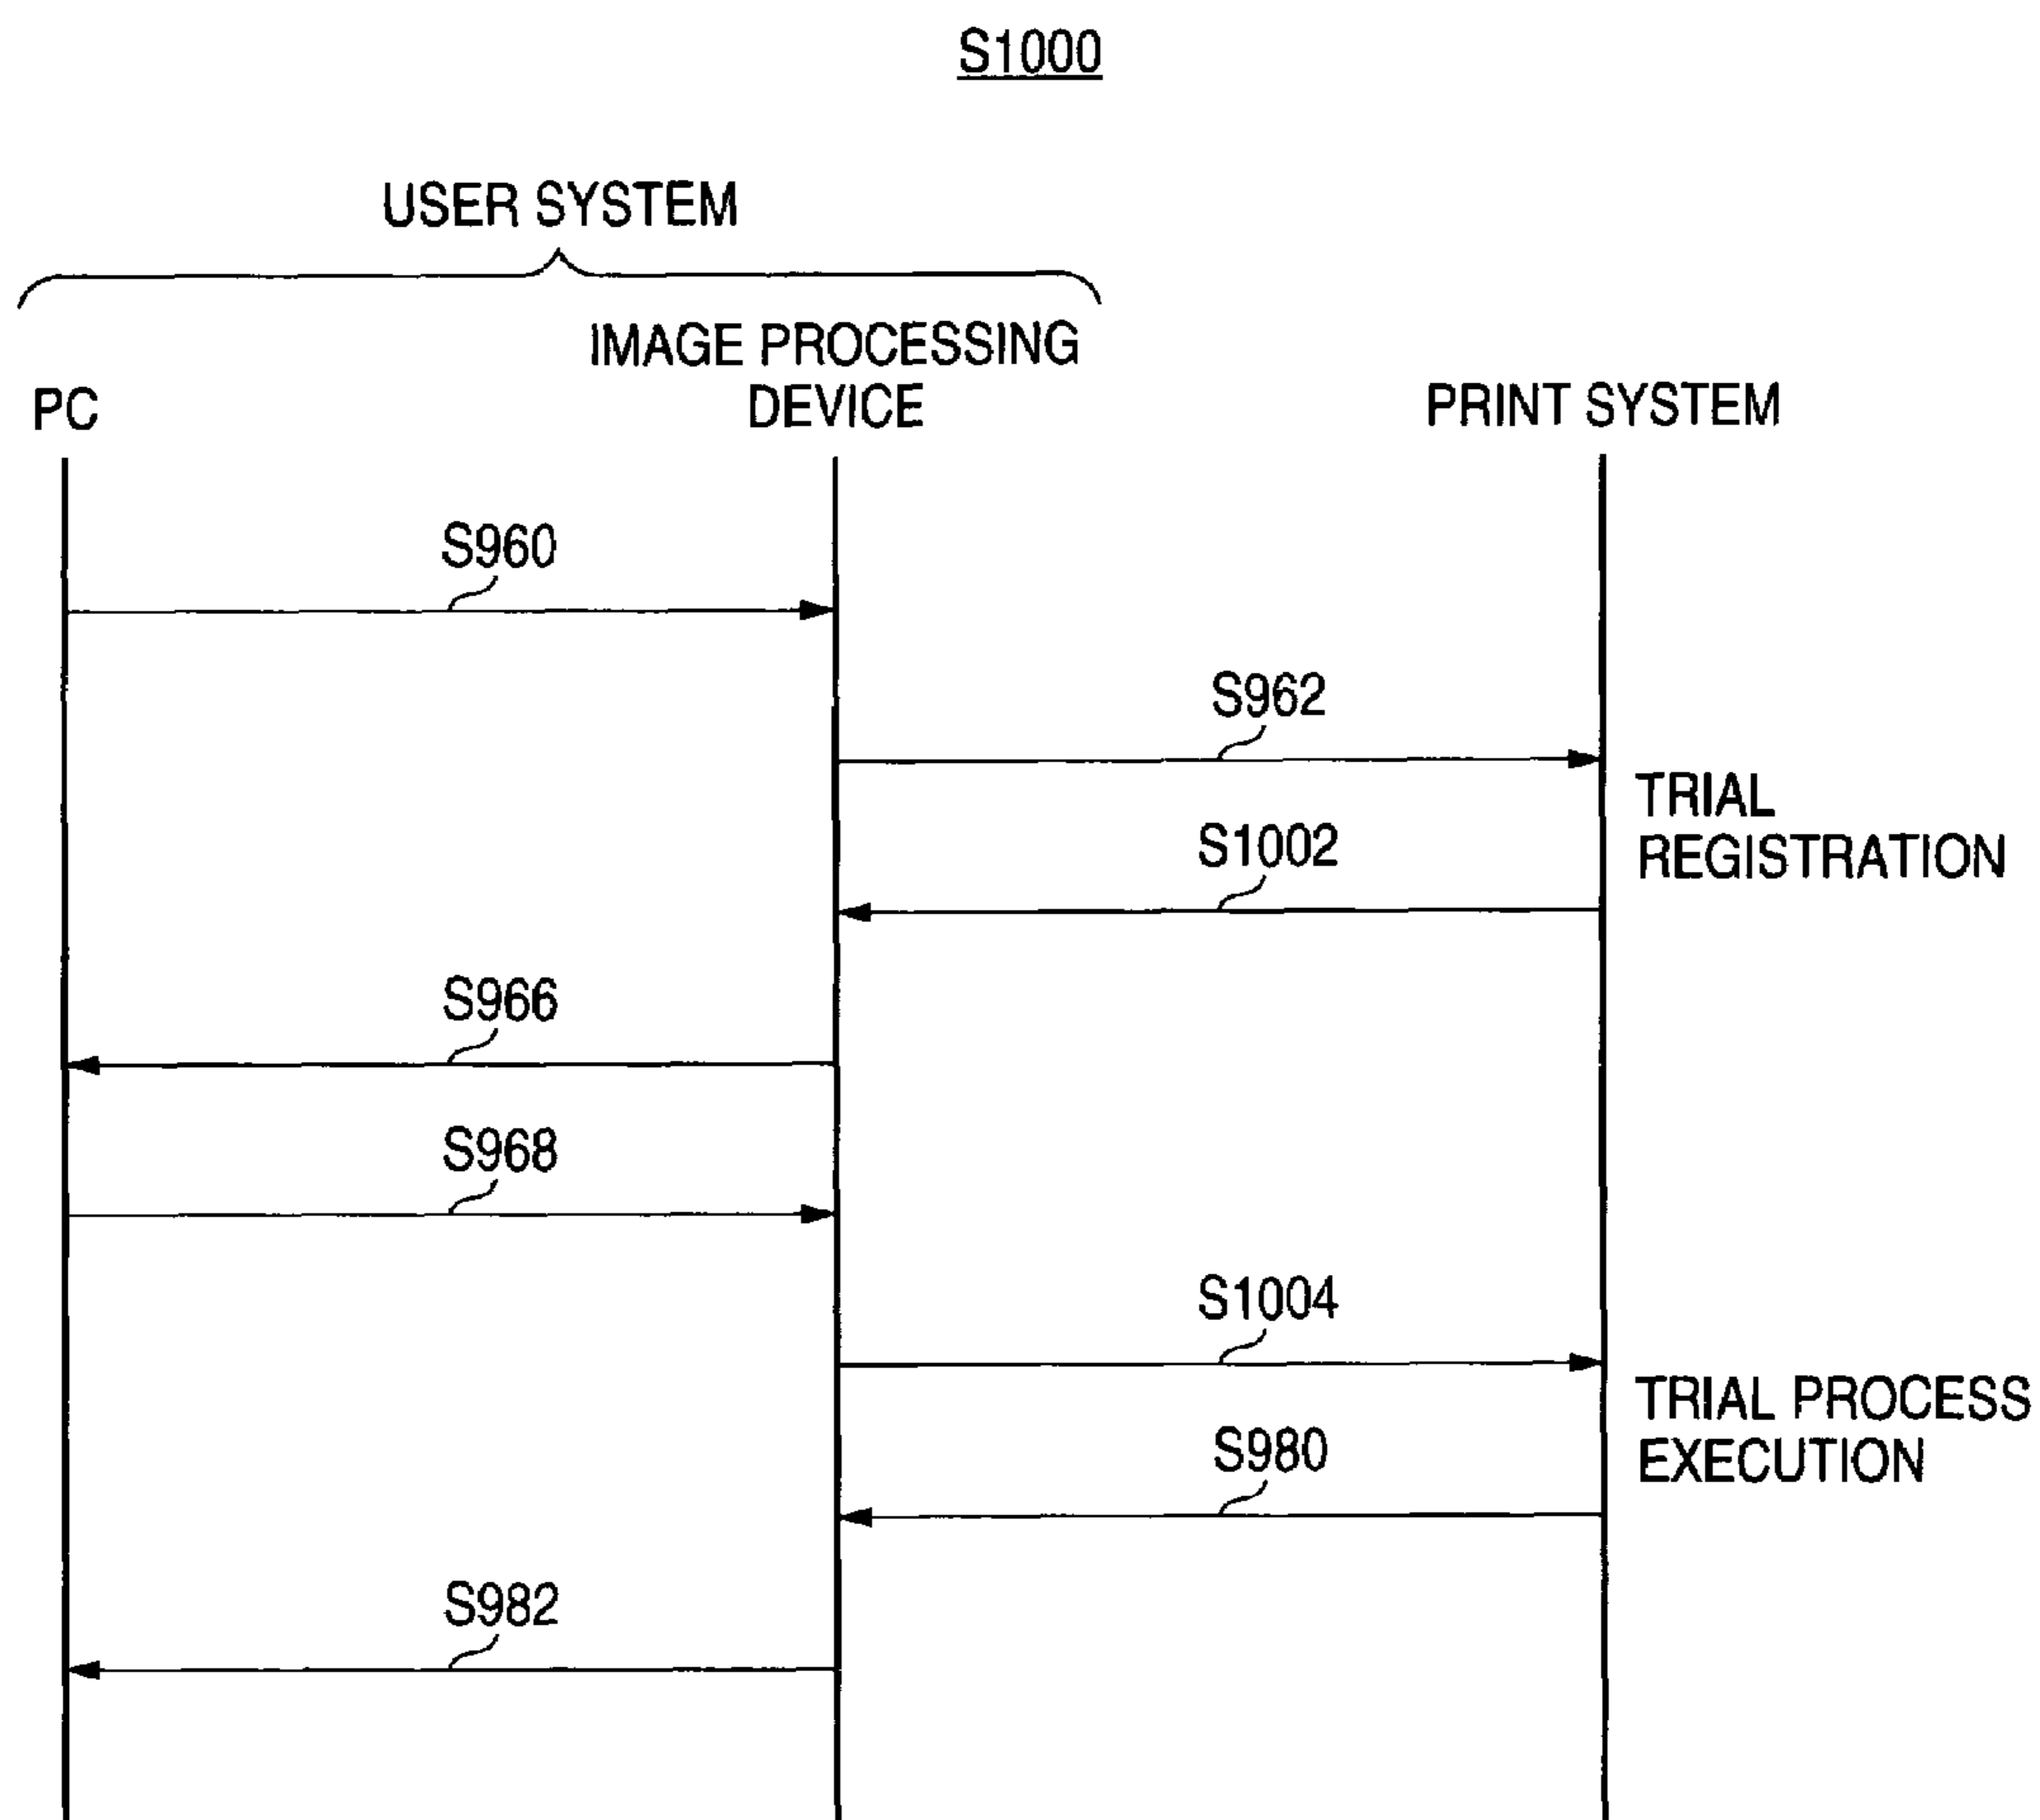 S1000
USER SYSTEM
IMAGE PROCESSING
DEVICE
PC
PRINT SYSTEM
S960
S962
TRIAL
REGISTRATION
S1002
S966
S968
S1004
TRIAL PROCESS
EXECUTION
S980
S982